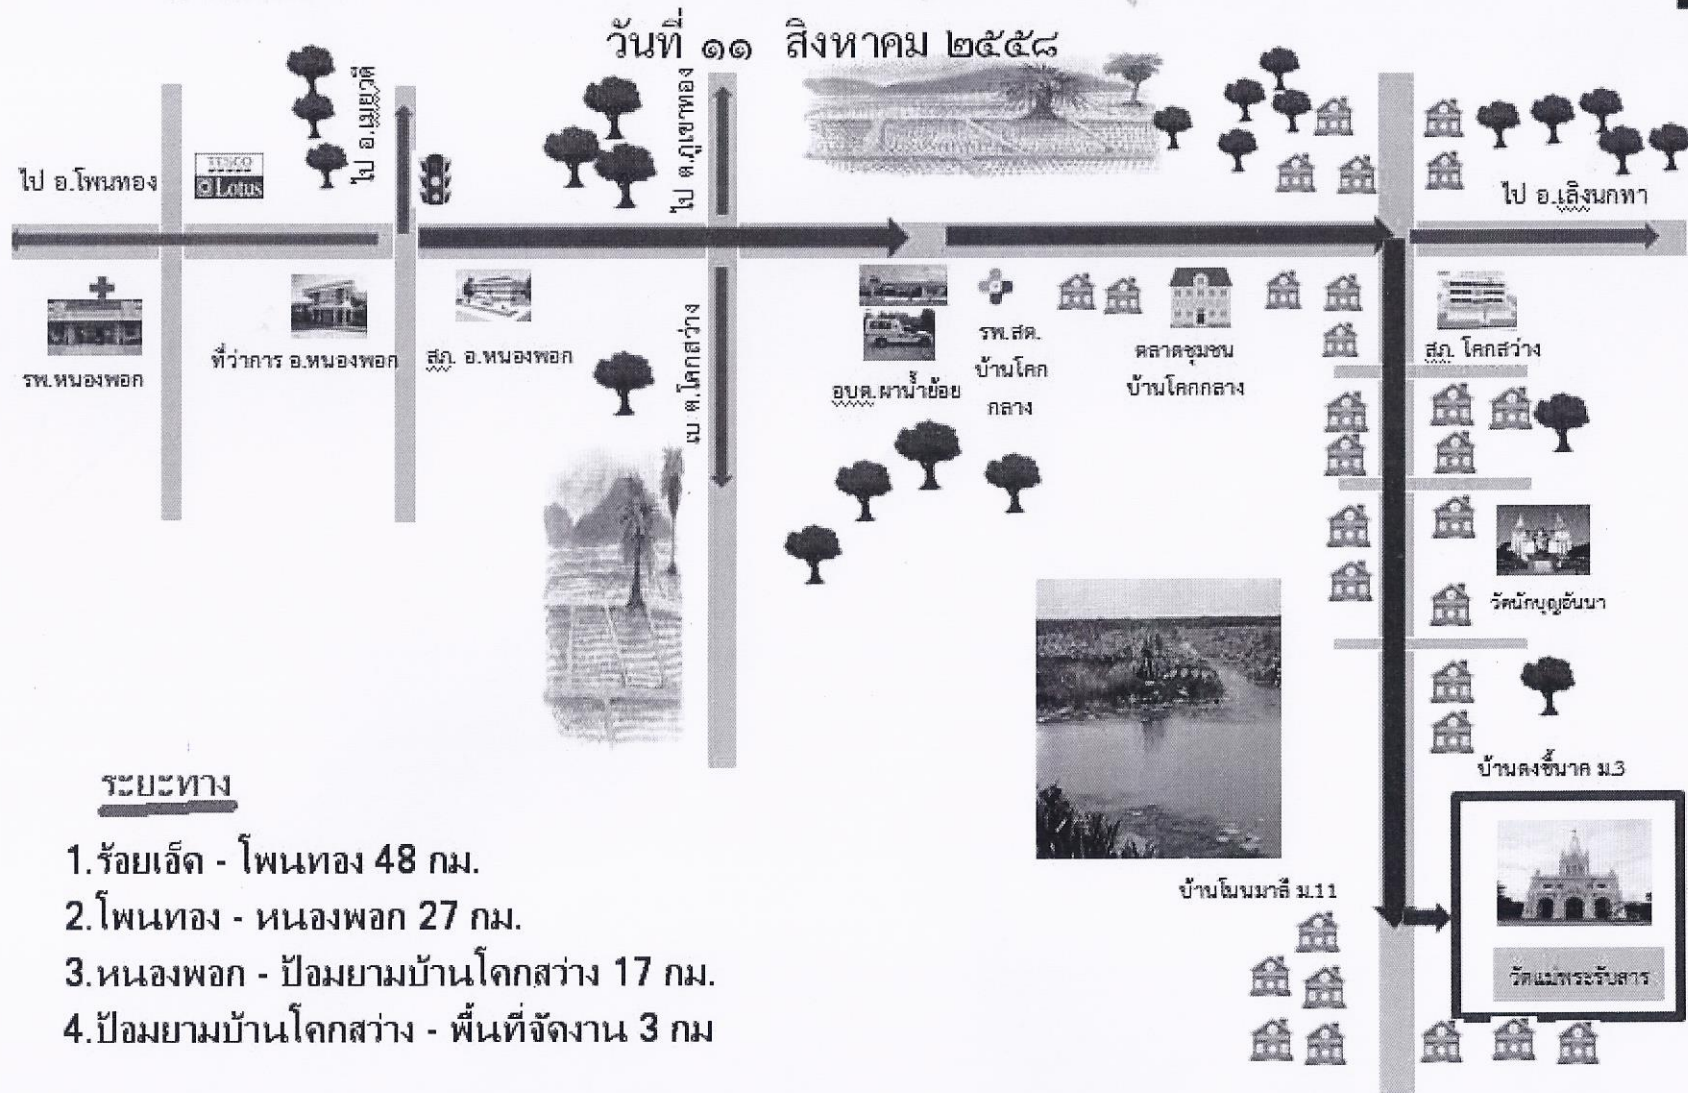 วันที่ ๑๑ สิงหาคม ๒๕๕๘
ไป อ.โพนทอง
TESCO
Lotus
ไป อ.เมยวดี
ไป ต.ภูเขาทอง
ไป อ.เลิงนกทา
รพ.หนองพอก
ที่ว่าการ อ.หนองพอก
สภ. อ.หนองพอก
ไป ต.โคกสว่าง
อบต.ผาน้ำย้อย
รพ.สต.
บ้านโคก
กลาง
ตลาดชุมชน
บ้านโคกกลาง
สภ. โคกสว่าง
วัดนักบุญอันนา
บ้านดงขี้นาค ม.3
บ้านโนนมาลี ม.11
วัดแม่พระรับสาร
ระยะทาง
1.ร้อยเอ็ด - โพนทอง 48 กม.
2.โพนทอง - หนองพอก 27 กม.
3.หนองพอก - ป้อมยามบ้านโคกสว่าง 17 กม.
4.ป้อมยามบ้านโคกสว่าง - พื้นที่จัดงาน 3 กม